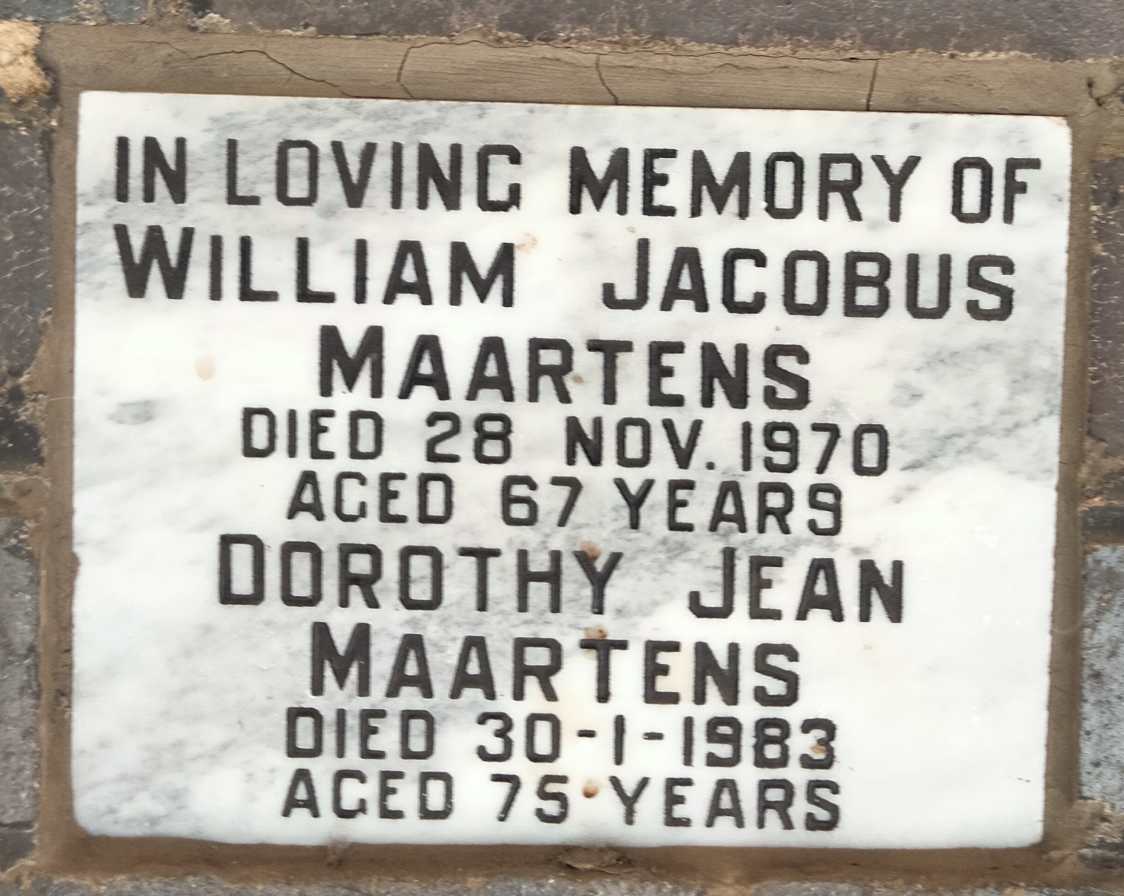 IN LOVING MEMORY OF
WILLIAM JACOBUS
MAARTENS
DIED 28 NOV. 1970
AGED 67 YEARS
DOROTHY JEAN
MAARTENS
DIED 30-1-1983
AGED 75 YEARS